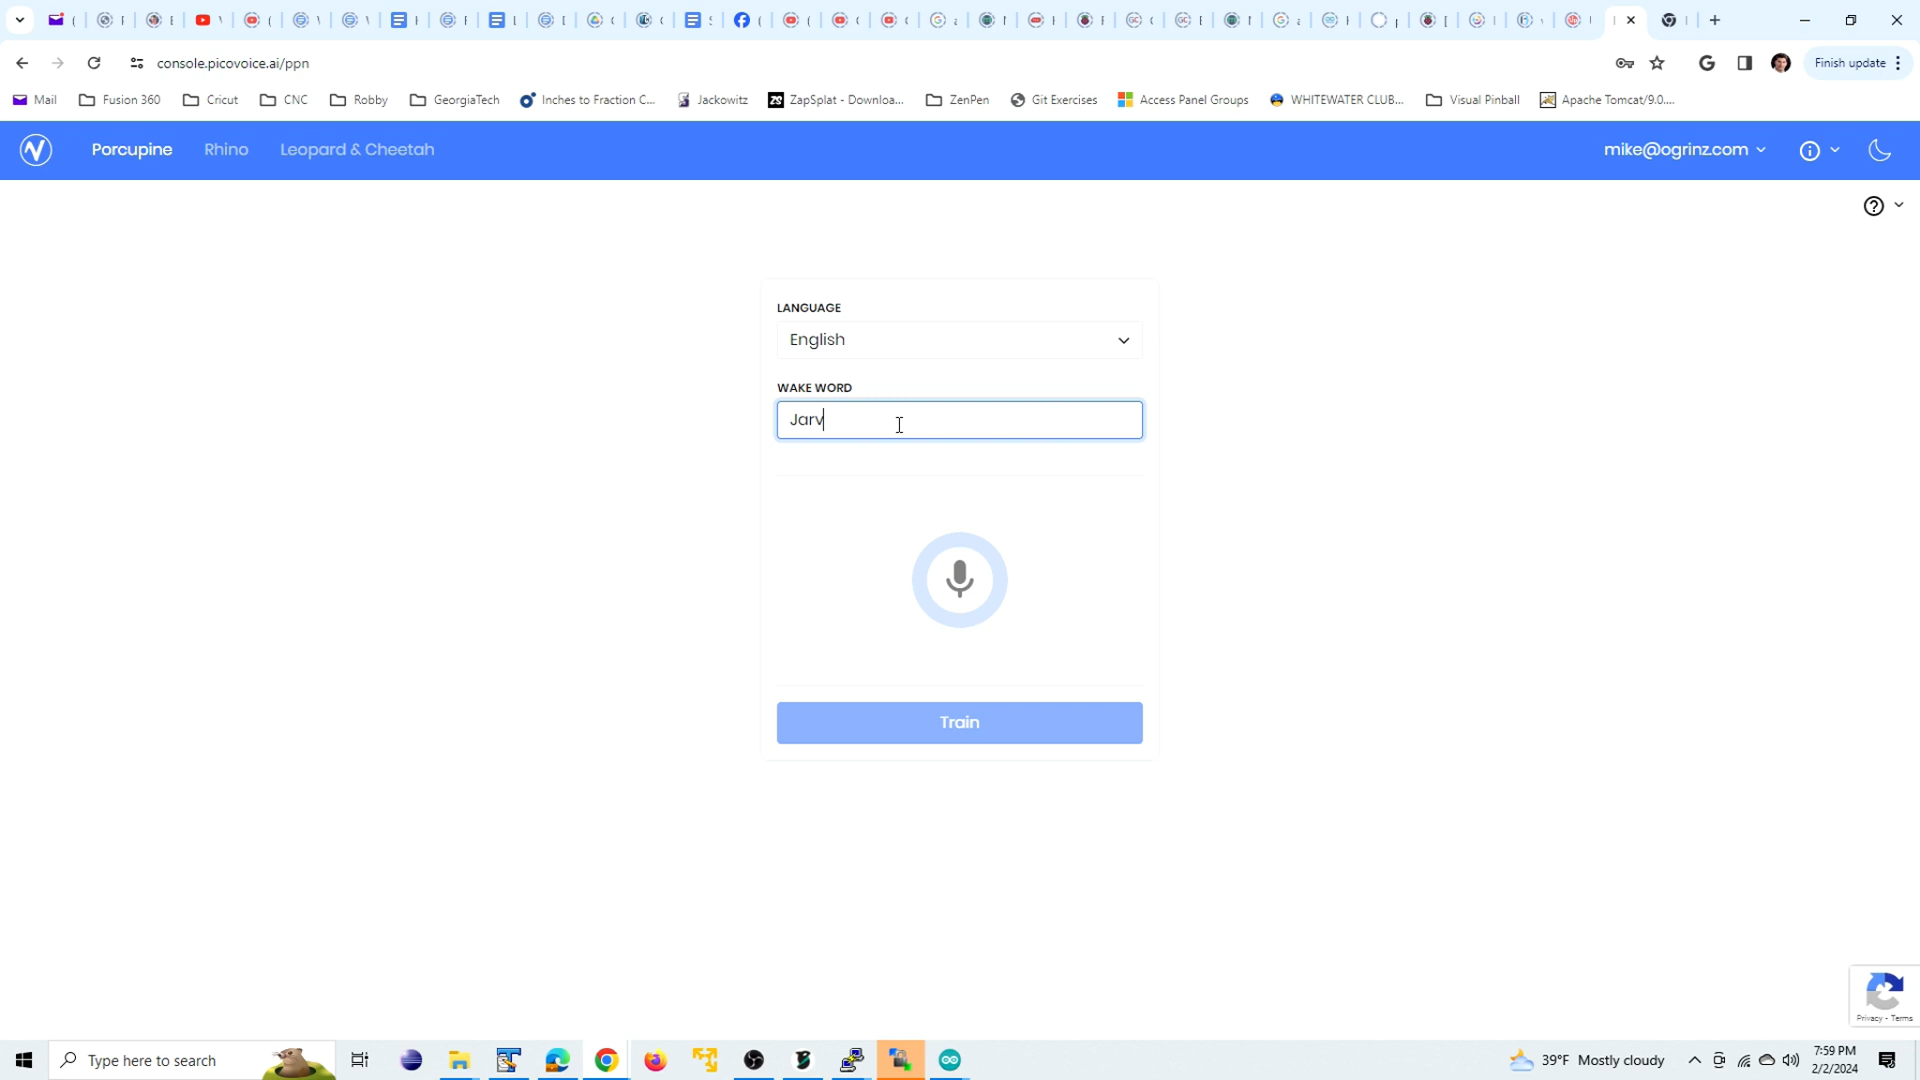 console.picovoice.ai/ppn
Finish update
Mail
Fusion 360
Cricut
CNC
Robby
GeorgiaTech
Inches to Fraction C...
Jackowitz
ZapSplat - Downloa...
ZenPen
Git Exercises
Access Panel Groups
WHITEWATER CLUB...
Visual Pinball
Apache Tomcat/9.0....
Porcupine
Rhino
Leopard & Cheetah
mike@ogrinz.com
LANGUAGE
English
WAKE WORD
Jarv
Train
Privacy - Terms
Type here to search
39°F Mostly cloudy
7:59 PM
2/2/2024